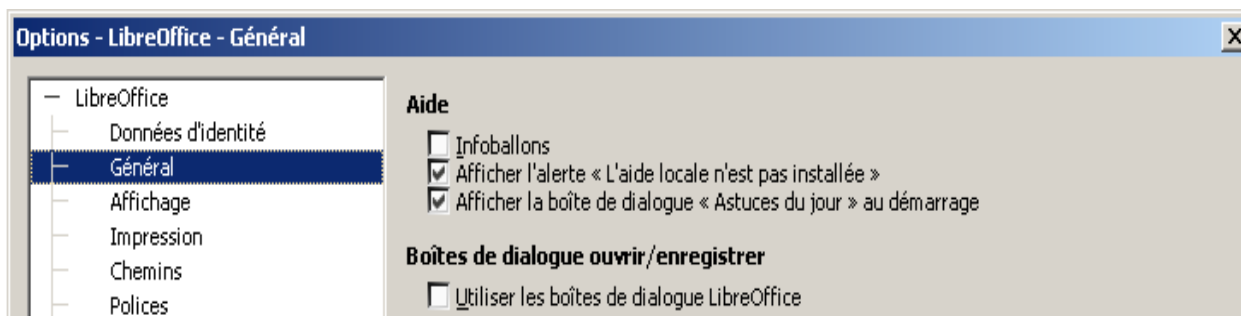 Options - LibreOffice - Général
LibreOffice
Données d'identité
Général
Affichage
Impression
Chemins
Polices
Aide
Infoballons
Afficher l'alerte « L'aide locale n'est pas installée »
Afficher la boîte de dialogue « Astuces du jour » au démarrage
Boîtes de dialogue ouvrir/enregistrer
Utiliser les boîtes de dialogue LibreOffice